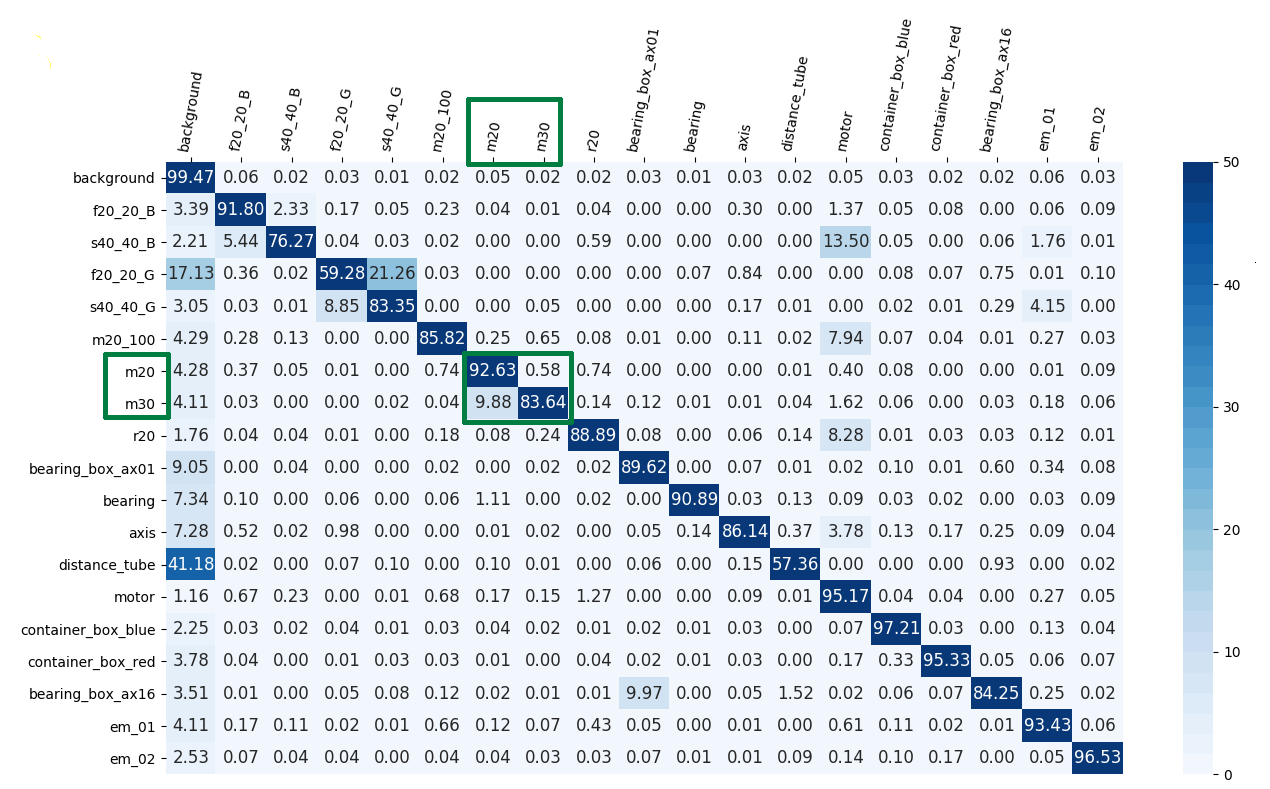 background f20_20_B s40_40_B f20_20_G s40_40_G m20_100 m20 m30 r20 bearing_box_ax01 bearing axis distance_tube motor container_box_blue container_box_red bearing_box_ax16 em_01 em_02
background 99.47 0.06 0.02 0.03 0.01 0.02 0.05 0.02 0.02 0.03 0.01 0.03 0.02 0.05 0.03 0.02 0.02 0.06 0.03
f20_20_B 3.39 91.80 2.33 0.17 0.05 0.23 0.04 0.01 0.04 0.00 0.00 0.30 0.00 1.37 0.05 0.08 0.00 0.06 0.09
s40_40_B 2.21 5.44 76.27 0.04 0.03 0.02 0.00 0.00 0.59 0.00 0.00 0.00 0.00 13.50 0.05 0.00 0.06 1.76 0.01
f20_20_G 17.13 0.36 0.02 59.28 21.26 0.03 0.00 0.00 0.00 0.00 0.07 0.84 0.00 0.00 0.08 0.07 0.75 0.01 0.10
s40_40_G 3.05 0.03 0.01 8.85 83.35 0.00 0.00 0.05 0.00 0.00 0.00 0.17 0.01 0.00 0.02 0.01 0.29 4.15 0.00
m20_100 4.29 0.28 0.13 0.00 0.00 85.82 0.25 0.65 0.08 0.01 0.00 0.11 0.02 7.94 0.07 0.04 0.01 0.27 0.03
m20 4.28 0.37 0.05 0.01 0.00 0.74 92.63 0.58 0.74 0.00 0.00 0.00 0.01 0.40 0.08 0.00 0.00 0.01 0.09
m30 4.11 0.03 0.00 0.00 0.02 0.04 9.88 83.64 0.14 0.12 0.01 0.01 0.04 1.62 0.06 0.00 0.03 0.18 0.06
r20 1.76 0.04 0.04 0.01 0.00 0.18 0.08 0.24 88.89 0.08 0.00 0.06 0.14 8.28 0.01 0.03 0.03 0.12 0.01
bearing_box_ax01 9.05 0.00 0.04 0.00 0.00 0.02 0.00 0.02 0.02 89.62 0.00 0.07 0.01 0.02 0.10 0.01 0.60 0.34 0.08
bearing 7.34 0.10 0.00 0.06 0.00 0.06 1.11 0.00 0.02 0.00 90.89 0.03 0.13 0.09 0.03 0.02 0.00 0.03 0.09
axis 7.28 0.52 0.02 0.98 0.00 0.00 0.01 0.02 0.00 0.05 0.14 86.14 0.37 3.78 0.13 0.17 0.25 0.09 0.04
distance_tube 41.18 0.02 0.00 0.07 0.10 0.00 0.10 0.01 0.00 0.06 0.00 0.15 57.36 0.00 0.00 0.00 0.93 0.00 0.02
motor 1.16 0.67 0.23 0.00 0.01 0.68 0.17 0.15 1.27 0.00 0.00 0.09 0.01 95.17 0.04 0.04 0.00 0.27 0.05
container_box_blue 2.25 0.03 0.02 0.04 0.01 0.03 0.04 0.02 0.01 0.02 0.01 0.03 0.00 0.07 97.21 0.03 0.00 0.13 0.04
container_box_red 3.78 0.04 0.00 0.01 0.03 0.03 0.01 0.00 0.04 0.02 0.01 0.03 0.00 0.17 0.33 95.33 0.05 0.06 0.07
bearing_box_ax16 3.51 0.01 0.00 0.05 0.08 0.12 0.02 0.01 0.01 9.97 0.00 0.05 1.52 0.02 0.06 0.07 84.25 0.25 0.02
em_01 4.11 0.17 0.11 0.02 0.01 0.66 0.12 0.07 0.43 0.05 0.00 0.01 0.00 0.61 0.11 0.02 0.01 93.43 0.06
em_02 2.53 0.07 0.04 0.04 0.00 0.04 0.04 0.03 0.03 0.07 0.01 0.01 0.09 0.14 0.10 0.17 0.00 0.05 96.53
50
40
30
20
10
0